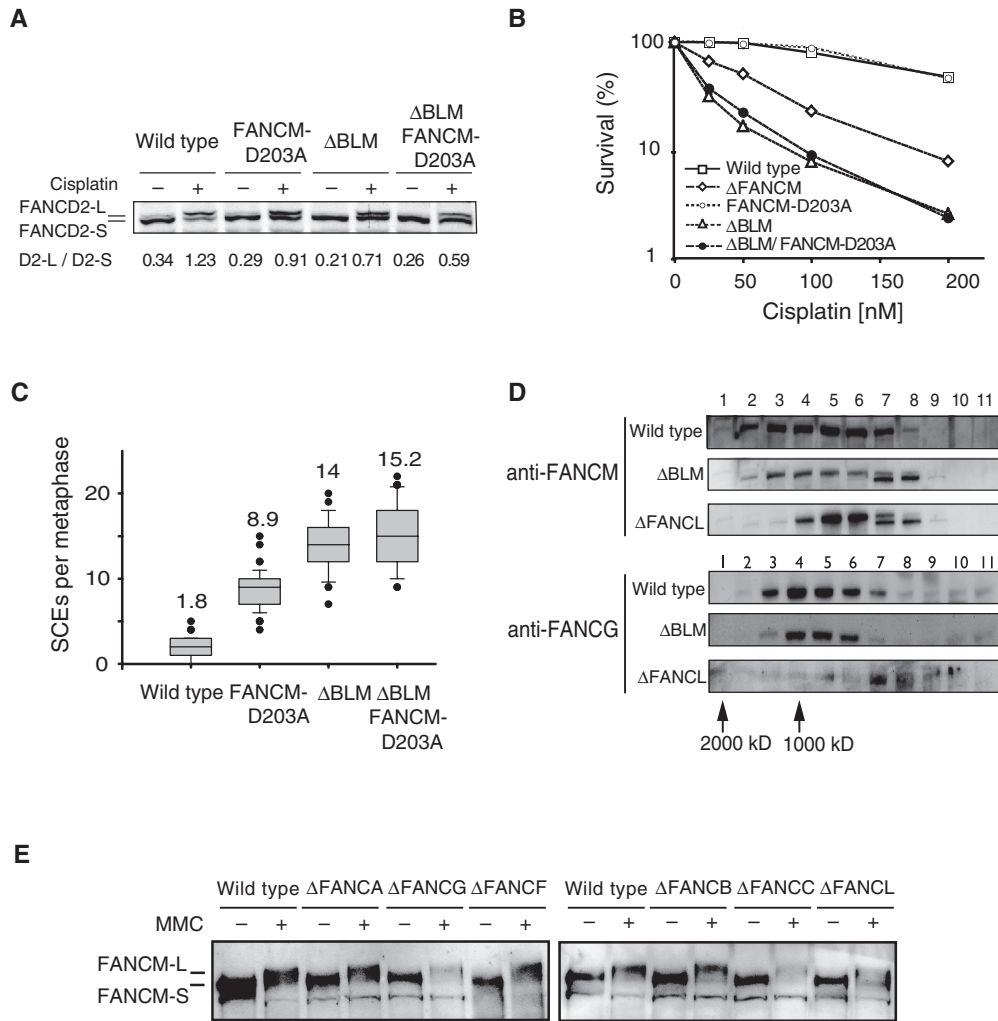 A
Wild type
FANCM-
D203A
ΔBLM
ΔBLM
FANCM-
D203A
Cisplatin − + − + − + − +
FANCD2-L
FANCD2-S
D2-L / D2-S 0.34 1.23 0.29 0.91 0.21 0.71 0.26 0.59
B
Survival (%)
100
10
1
Wild type
ΔFANCM
FANCM-D203A
ΔBLM
ΔBLM/ FANCM-D203A
0 50 100 150 200
Cisplatin [nM]
C
SCEs per metaphase
20
10
0
1.8
8.9
14
15.2
Wild type
FANCM-
D203A
ΔBLM
ΔBLM
FANCM-
D203A
D
1 2 3 4 5 6 7 8 9 10 11
anti-FANCM
Wild type
ΔBLM
ΔFANCL
1 2 3 4 5 6 7 8 9 10 11
anti-FANCG
Wild type
ΔBLM
ΔFANCL
2000 kD
1000 kD
E
Wild type ΔFANCA ΔFANCG ΔFANCF
Wild type ΔFANCB ΔFANCC ΔFANCL
MMC − + − + − + − + − + − + − + − +
FANCM-L
FANCM-S